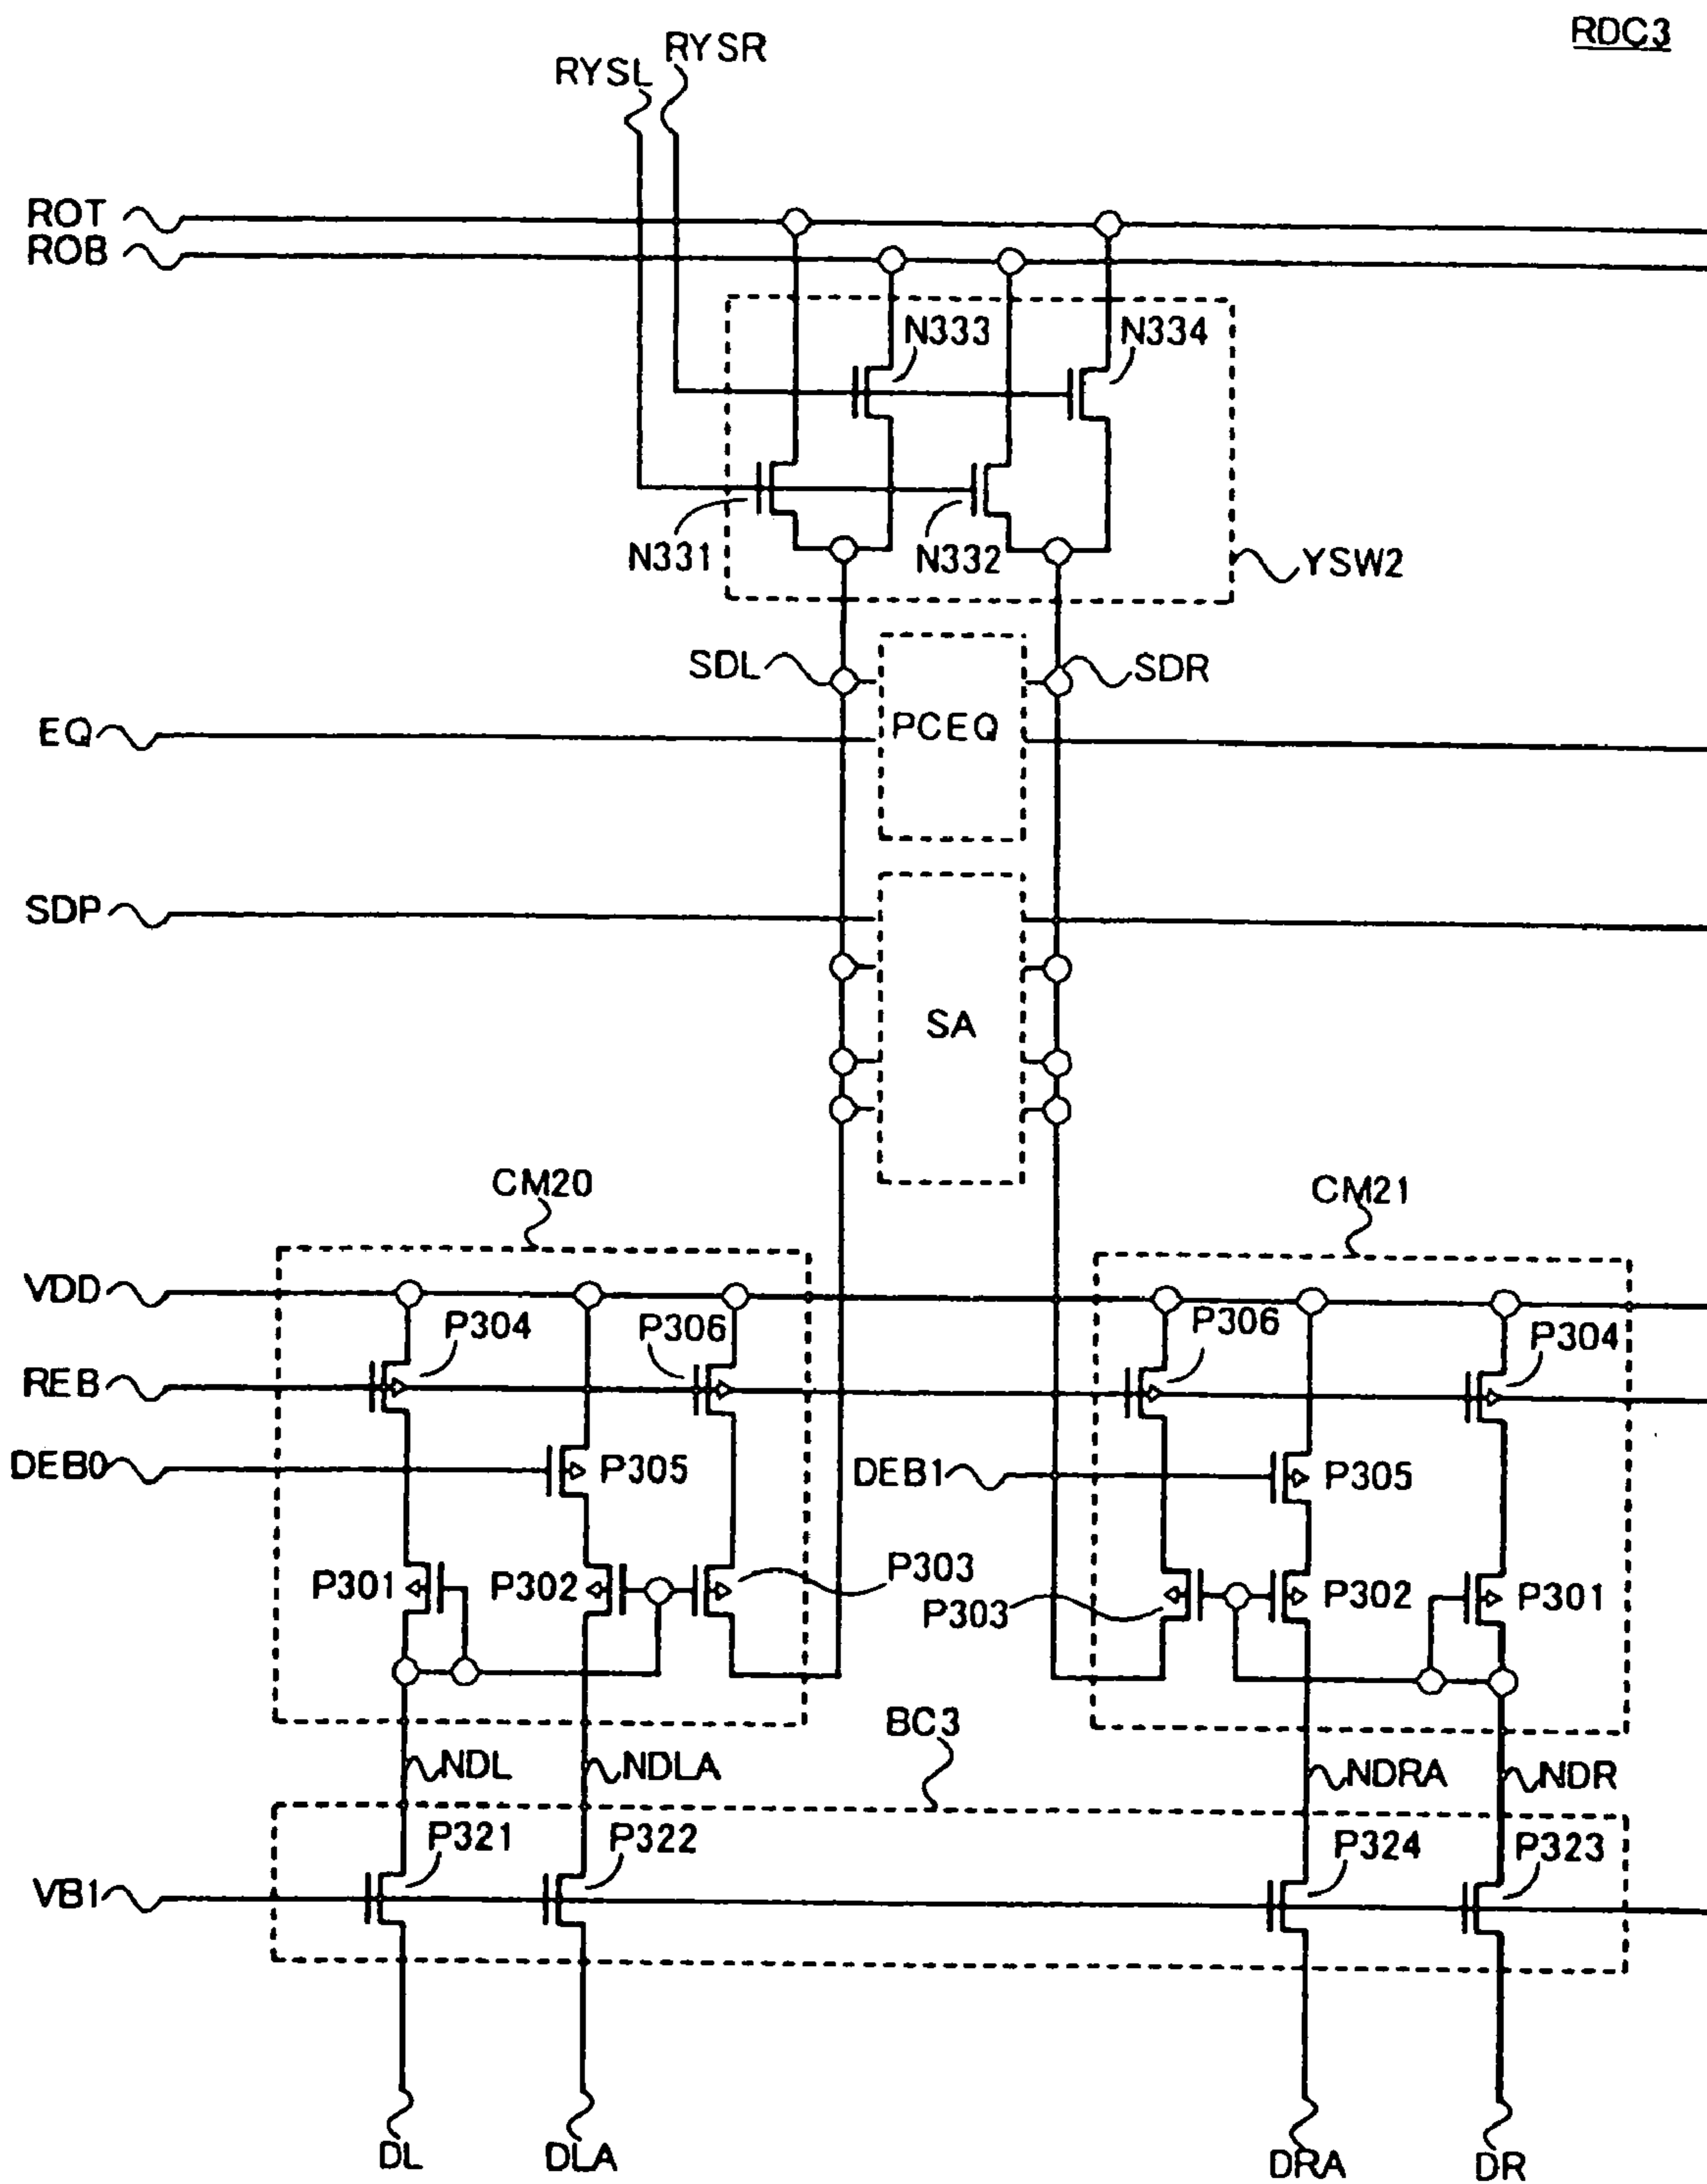 RDC3
RYSL
RYSR
ROT
ROB
N333
N334
N331
N332
YSW2
SDL
SDR
EQ
PCEQ
SDP
SA
CM20
CM21
VDD
P304
P306
P306
P304
REB
DEB0
P305
DEB1
P305
P301
P302
P303
P303
P302
P301
BC3
NDL
NDLA
NDRA
NDR
P321
P322
P324
P323
VB1
DL
DLA
DRA
DR